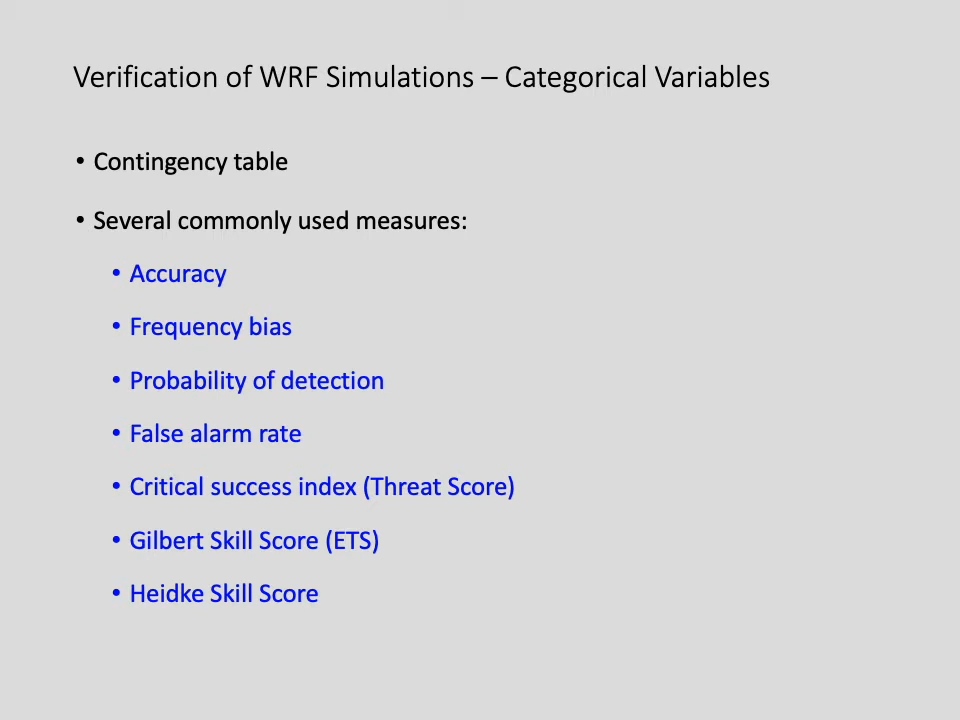 Verification of WRF Simulations – Categorical Variables
• Contingency table
• Several commonly used measures:
• Accuracy
• Frequency bias
• Probability of detection
• False alarm rate
• Critical success index (Threat Score)
• Gilbert Skill Score (ETS)
• Heidke Skill Score